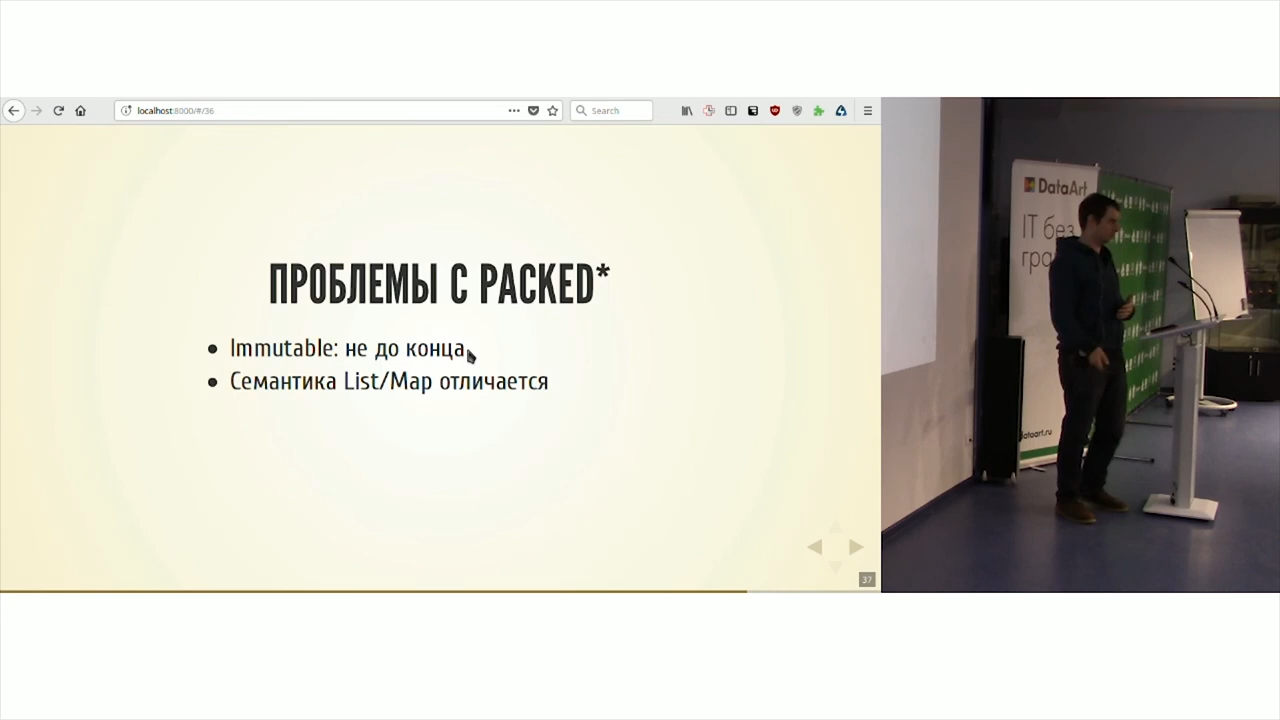 localhost:8000/#/36
Search
ПРОБЛЕМЫ С PACKED*
Immutable: не до конца
Семантика List/Map отличается
37
DataArt
IT без
гра
dataart.ru